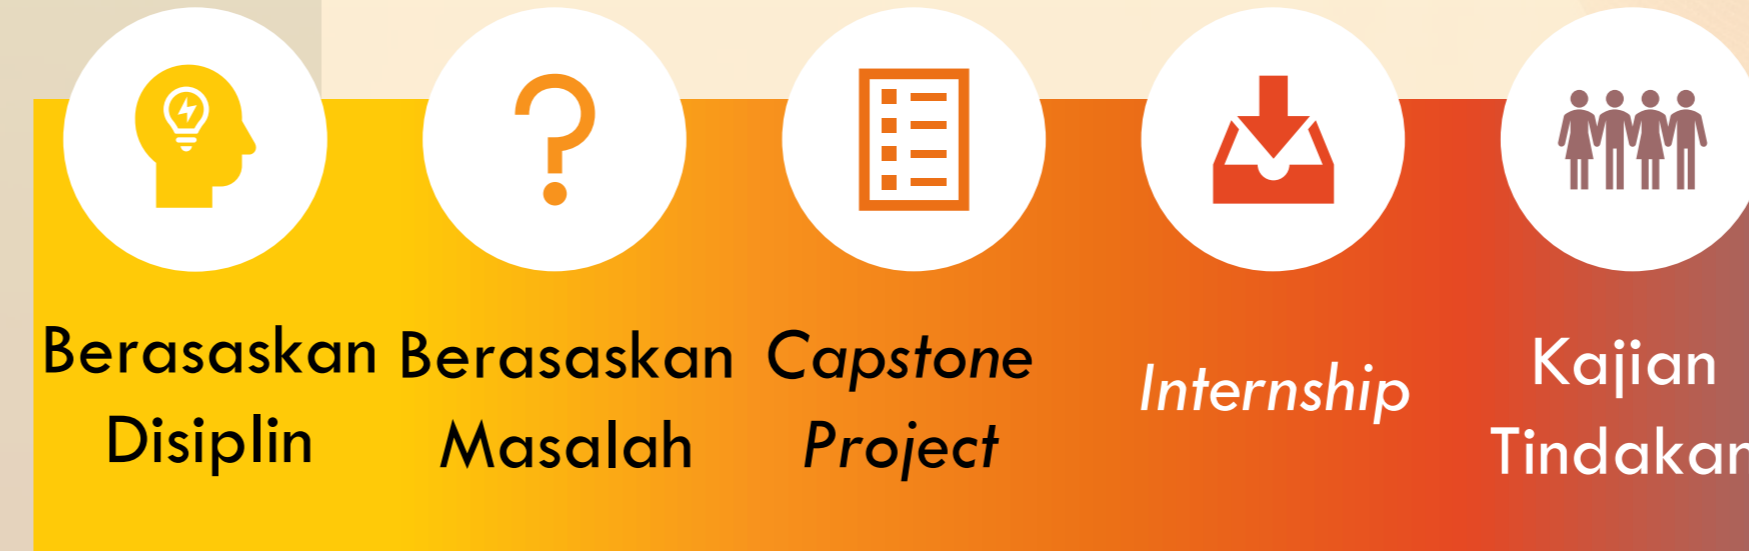 Berasaskan
Disiplin
Berasaskan
Masalah
Capstone
Project
Internship
Kajian
Tindakan